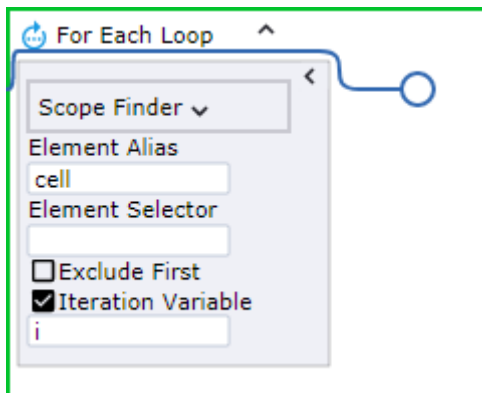 For Each Loop
Scope Finder
Element Alias
cell
Element Selector
Exclude First
Iteration Variable
i